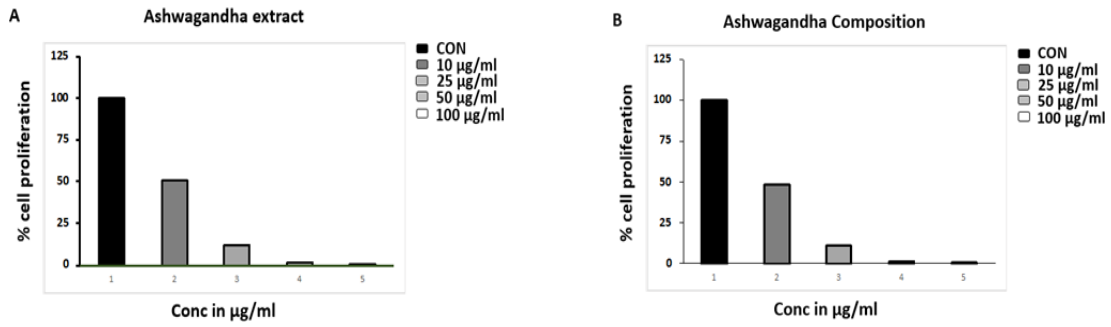 A
Ashwagandha extract
% cell proliferation
125
100
75
50
25
0
1 2 3 4 5
Conc in µg/ml
CON
10 µg/ml
25 µg/ml
50 µg/ml
100 µg/ml
B
Ashwagandha Composition
% cell proliferation
125
100
75
50
25
0
1 2 3 4 5
Conc in µg/ml
CON
10 µg/ml
25 µg/ml
50 µg/ml
100 µg/ml